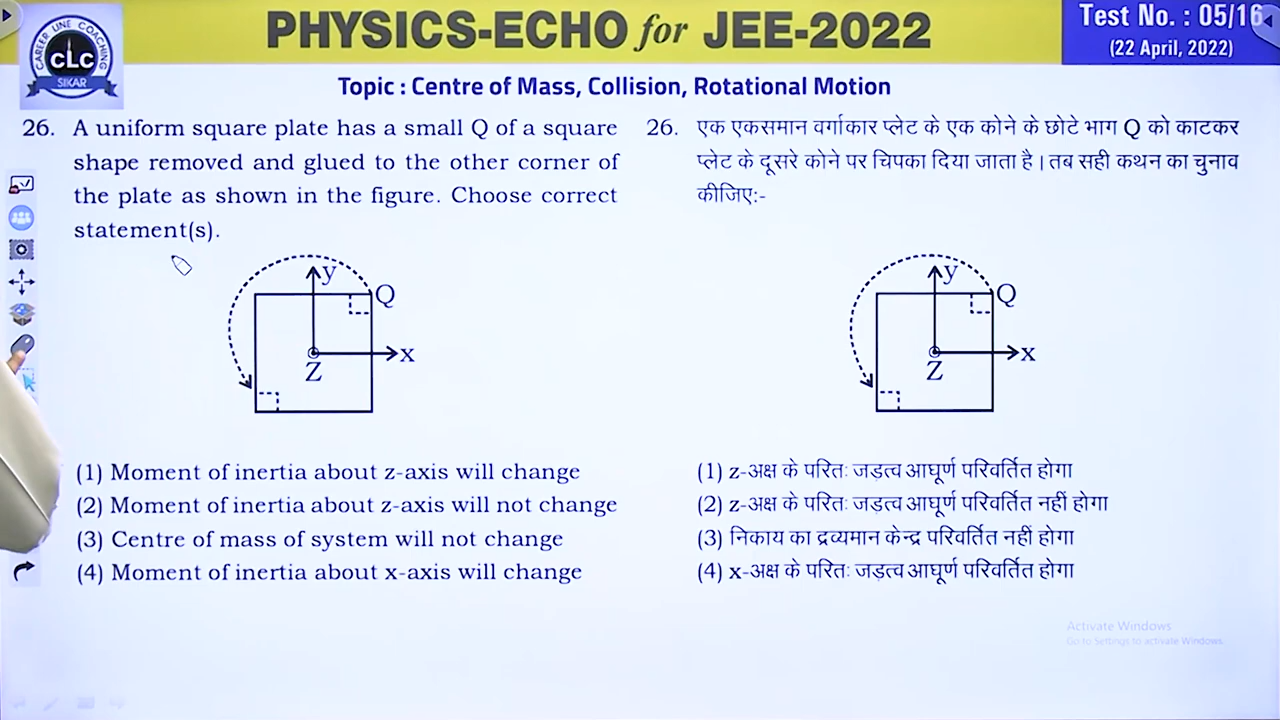 PHYSICS-ECHO for JEE-2022
Test No. : 05/16
(22 April, 2022)
CAREER LINE COACHING
CLC
SIKAR
Topic : Centre of Mass, Collision, Rotational Motion
26. A uniform square plate has a small Q of a square
shape removed and glued to the other corner of
the plate as shown in the figure. Choose correct
statement(s).
y
Q
x
Z
(1) Moment of inertia about z-axis will change
(2) Moment of inertia about z-axis will not change
(3) Centre of mass of system will not change
(4) Moment of inertia about x-axis will change
26. एक एकसमान वर्गाकार प्लेट के एक कोने के छोटे भाग Q को काटकर
प्लेट के दूसरे कोने पर चिपका दिया जाता है। तब सही कथन का चुनाव
कीजिए:-
y
Q
x
Z
(1) z-अक्ष के परितः जड़त्व आघूर्ण परिवर्तित होगा
(2) z-अक्ष के परितः जड़त्व आघूर्ण परिवर्तित नहीं होगा
(3) निकाय का द्रव्यमान केन्द्र परिवर्तित नहीं होगा
(4) x-अक्ष के परितः जड़त्व आघूर्ण परिवर्तित होगा
Activate Windows
Go to Settings to activate Windows.